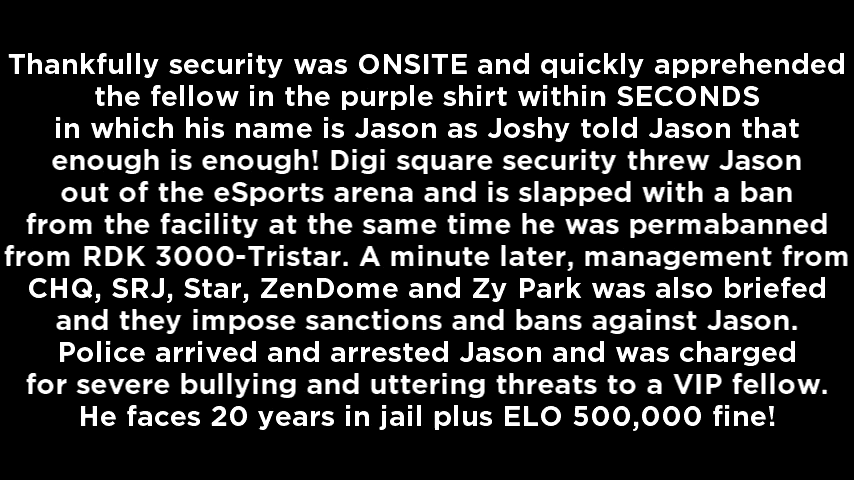 Thankfully security was ONSITE and quickly apprehended
the fellow in the purple shirt within SECONDS
in which his name is Jason as Joshy told Jason that
enough is enough! Digi square security threw Jason
out of the eSports arena and is slapped with a ban
from the facility at the same time he was permabanned
from RDK 3000-Tristar. A minute later, management from
CHQ, SRJ, Star, ZenDome and Zy Park was also briefed
and they impose sanctions and bans against Jason.
Police arrived and arrested Jason and was charged
for severe bullying and uttering threats to a VIP fellow.
He faces 20 years in jail plus ELO 500,000 fine!